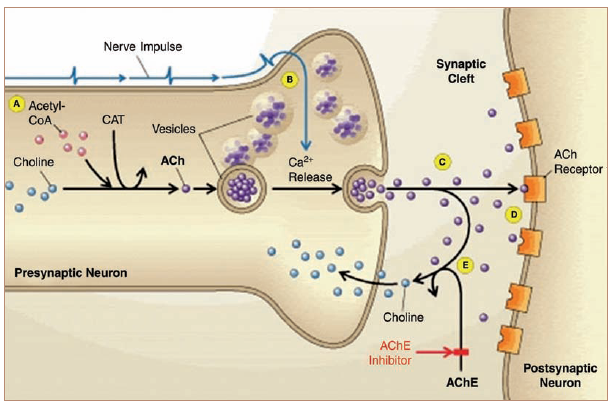 Nerve Impulse
Synaptic
Cleft
B
A
Acetyl-
CoA
CAT
Vesicles
Choline
ACh
Ca²⁺
Release
C
ACh
Receptor
D
E
Presynaptic Neuron
Choline
AChE
Inhibitor
AChE
Postsynaptic
Neuron